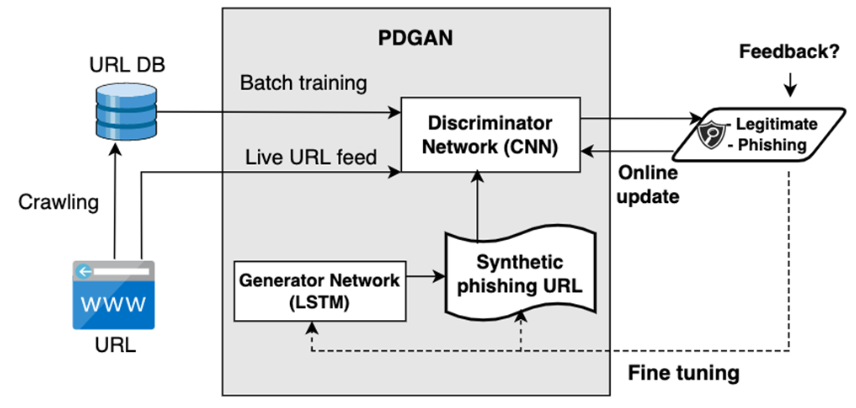 PDGAN
Feedback?
URL DB
Batch training
Discriminator
Network (CNN)
- Legitimate
- Phishing
Live URL feed
Online
update
Crawling
WWW
URL
Generator Network
(LSTM)
Synthetic
phishing URL
Fine tuning